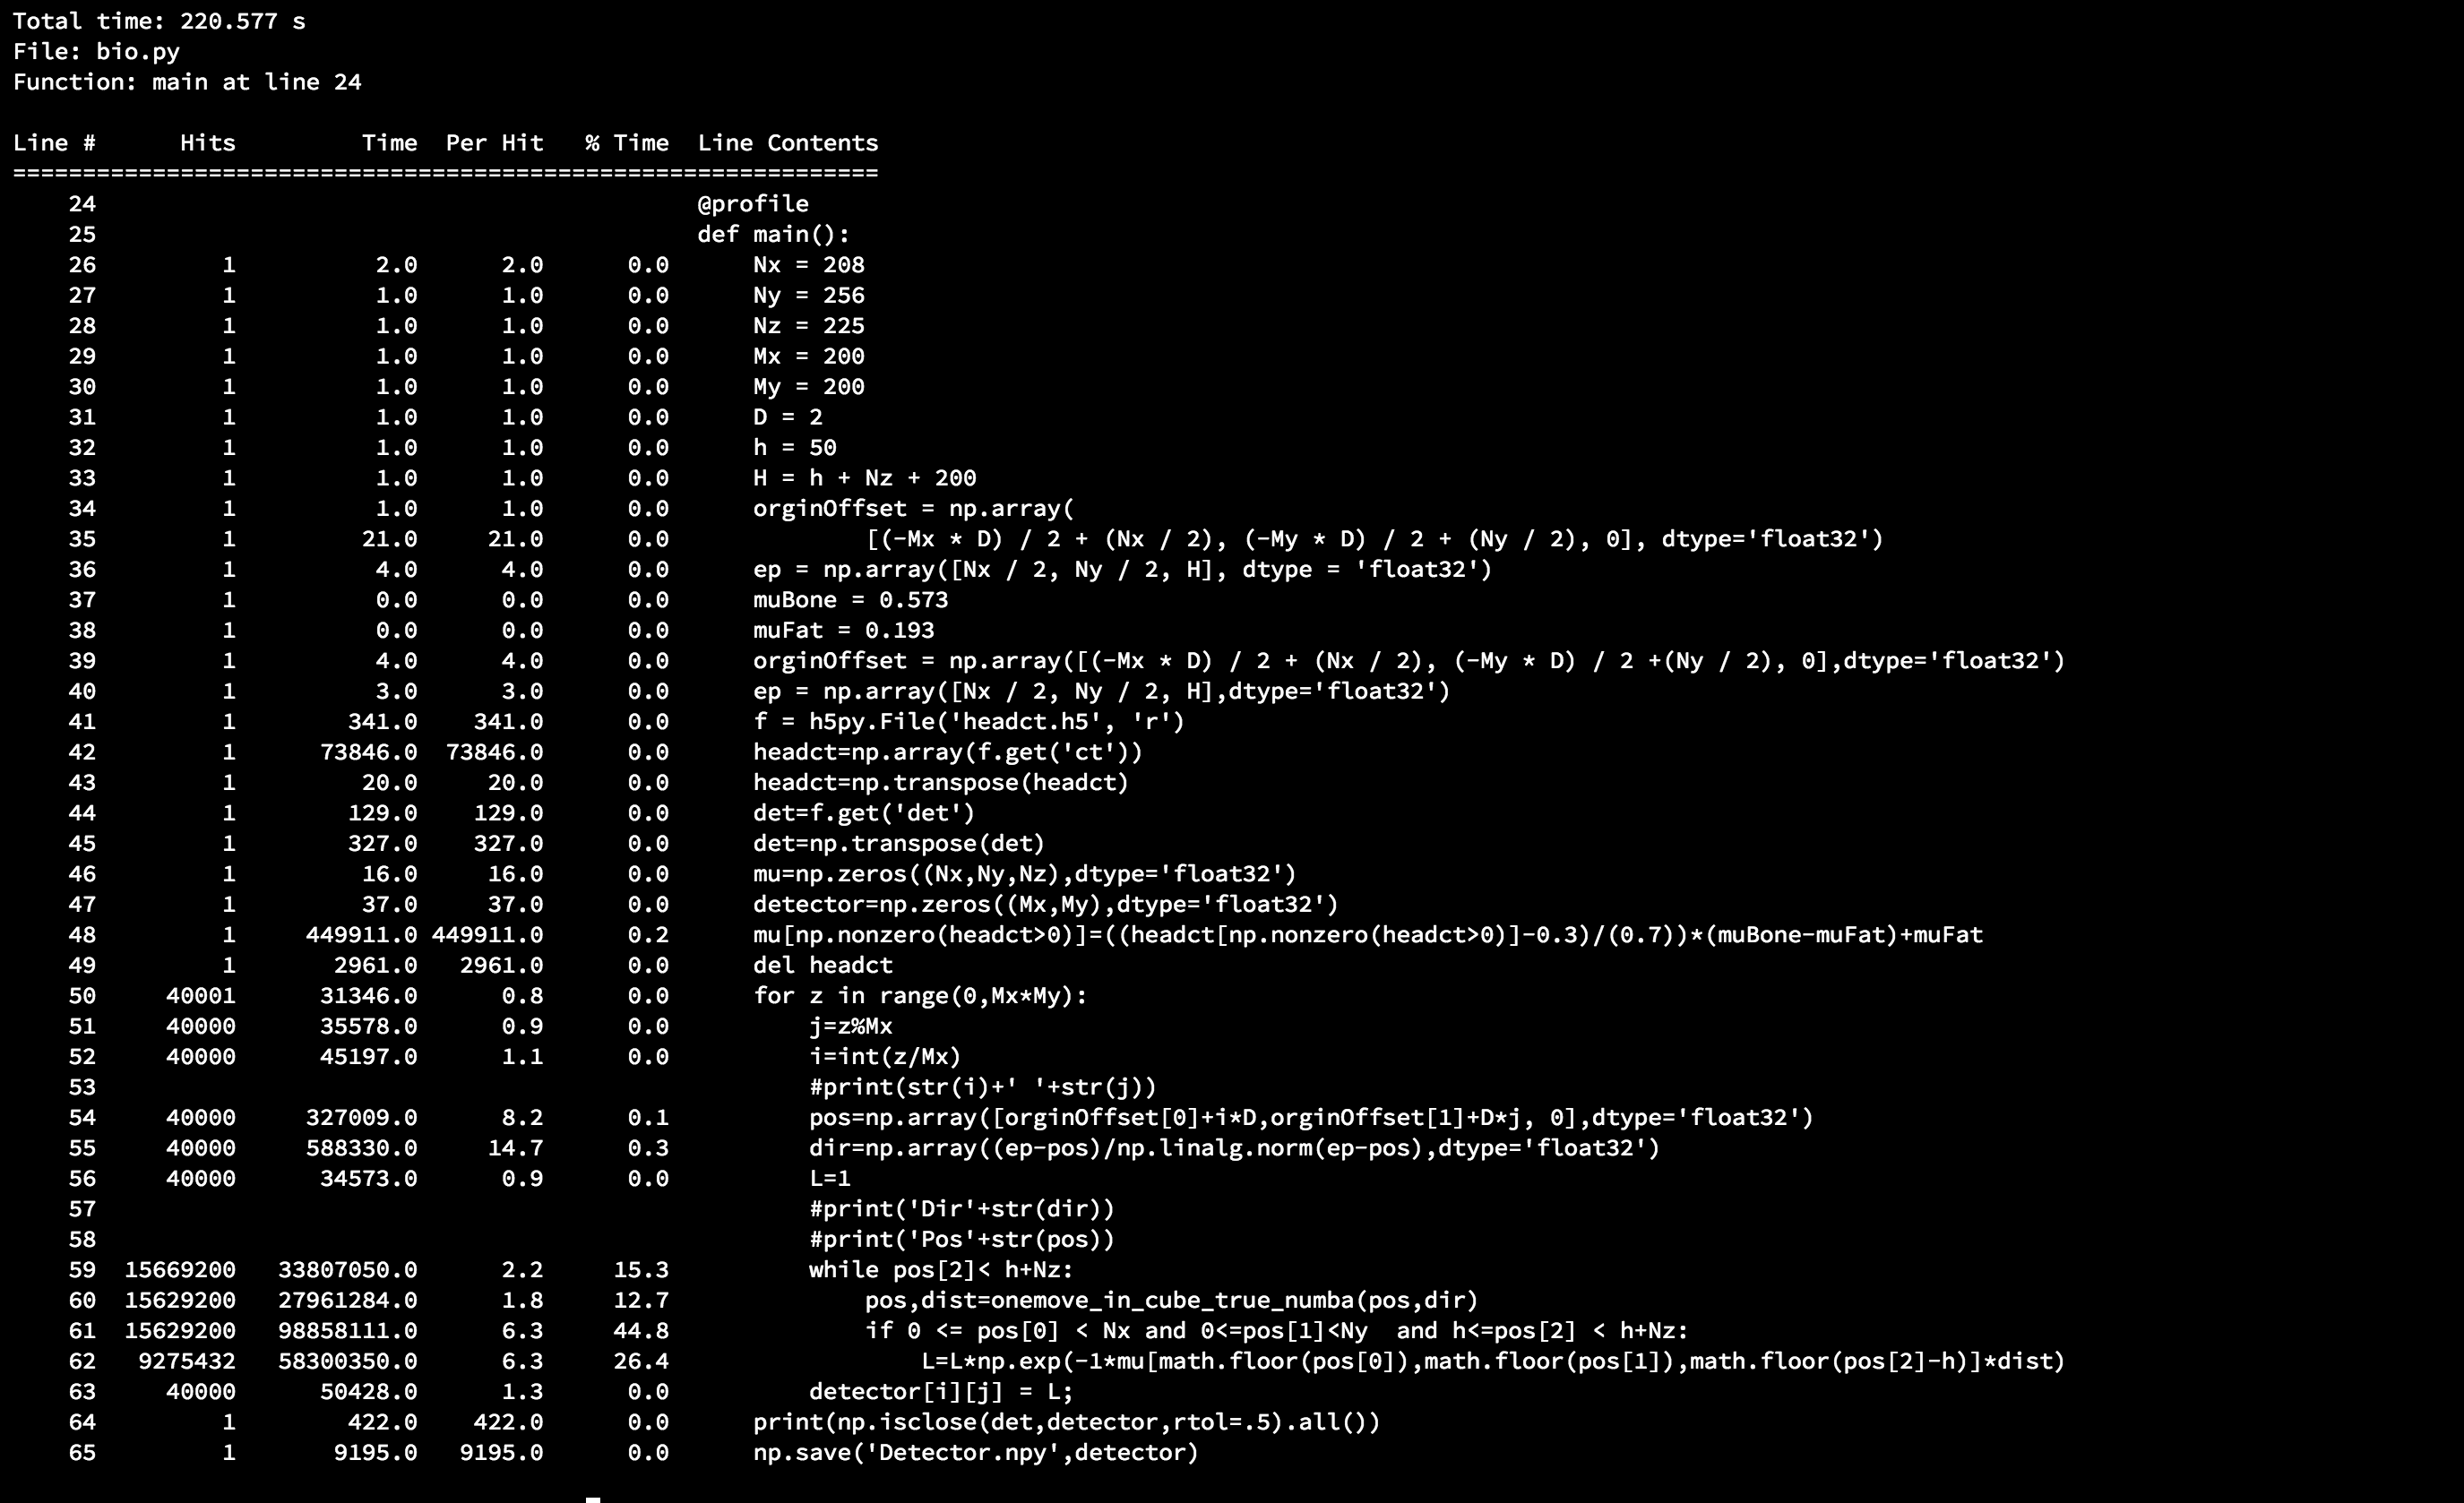 Total time: 220.577 s
File: bio.py
Function: main at line 24

Line #      Hits         Time  Per Hit   % Time  Line Contents
==============================================================
    24                                           @profile
    25                                           def main():
    26         1          2.0      2.0      0.0      Nx = 208
    27         1          1.0      1.0      0.0      Ny = 256
    28         1          1.0      1.0      0.0      Nz = 225
    29         1          1.0      1.0      0.0      Mx = 200
    30         1          1.0      1.0      0.0      My = 200
    31         1          1.0      1.0      0.0      D = 2
    32         1          1.0      1.0      0.0      h = 50
    33         1          1.0      1.0      0.0      H = h + Nz + 200
    34         1          1.0      1.0      0.0      orginOffset = np.array(
    35         1         21.0     21.0      0.0              [(-Mx * D) / 2 + (Nx / 2), (-My * D) / 2 + (Ny / 2), 0], dtype='float32')
    36         1          4.0      4.0      0.0      ep = np.array([Nx / 2, Ny / 2, H], dtype = 'float32')
    37         1          0.0      0.0      0.0      muBone = 0.573
    38         1          0.0      0.0      0.0      muFat = 0.193
    39         1          4.0      4.0      0.0      orginOffset = np.array([(-Mx * D) / 2 + (Nx / 2), (-My * D) / 2 +(Ny / 2), 0],dtype='float32')
    40         1          3.0      3.0      0.0      ep = np.array([Nx / 2, Ny / 2, H],dtype='float32')
    41         1        341.0    341.0      0.0      f = h5py.File('headct.h5', 'r')
    42         1      73846.0  73846.0      0.0      headct=np.array(f.get('ct'))
    43         1         20.0     20.0      0.0      headct=np.transpose(headct)
    44         1        129.0    129.0      0.0      det=f.get('det')
    45         1        327.0    327.0      0.0      det=np.transpose(det)
    46         1         16.0     16.0      0.0      mu=np.zeros((Nx,Ny,Nz),dtype='float32')
    47         1         37.0     37.0      0.0      detector=np.zeros((Mx,My),dtype='float32')
    48         1     449911.0 449911.0      0.2      mu[np.nonzero(headct>0)]=((headct[np.nonzero(headct>0)]-0.3)/(0.7))*(muBone-muFat)+muFat
    49         1       2961.0   2961.0      0.0      del headct
    50     40001      31346.0      0.8      0.0      for z in range(0,Mx*My):
    51     40000      35578.0      0.9      0.0          j=z%Mx
    52     40000      45197.0      1.1      0.0          i=int(z/Mx)
    53                                                   #print(str(i)+' '+str(j))
    54     40000     327009.0      8.2      0.1          pos=np.array([orginOffset[0]+i*D,orginOffset[1]+D*j, 0],dtype='float32')
    55     40000     588330.0     14.7      0.3          dir=np.array((ep-pos)/np.linalg.norm(ep-pos),dtype='float32')
    56     40000      34573.0      0.9      0.0          L=1
    57                                                   #print('Dir'+str(dir))
    58                                                   #print('Pos'+str(pos))
    59  15669200   33807050.0      2.2     15.3          while pos[2]< h+Nz:
    60  15629200   27961284.0      1.8     12.7              pos,dist=onemove_in_cube_true_numba(pos,dir)
    61  15629200   98858111.0      6.3     44.8              if 0 <= pos[0] < Nx and 0<=pos[1]<Ny  and h<=pos[2] < h+Nz:
    62   9275432   58300350.0      6.3     26.4                  L=L*np.exp(-1*mu[math.floor(pos[0]),math.floor(pos[1]),math.floor(pos[2]-h)]*dist)
    63     40000      50428.0      1.3      0.0          detector[i][j] = L;
    64         1        422.0    422.0      0.0      print(np.isclose(det,detector,rtol=.5).all())
    65         1       9195.0   9195.0      0.0      np.save('Detector.npy',detector)